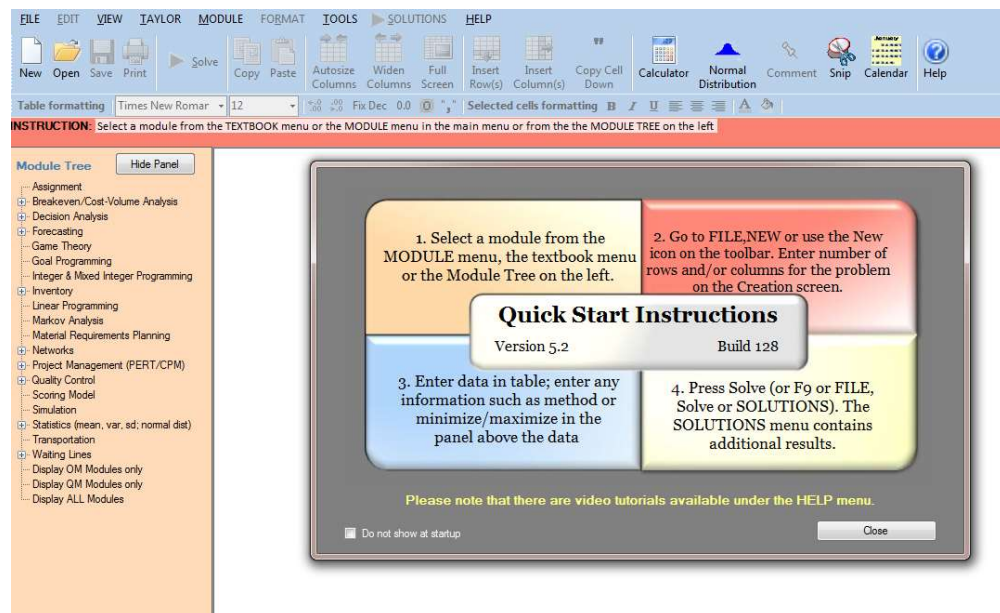 FILE EDIT VIEW TAYLOR MODULE FORMAT TOOLS SOLUTIONS HELP
New Open Save Print Solve Copy Paste Autosize Columns Widen Columns Full Screen Insert Row(s) Insert Column(s) Copy Cell Down Calculator Normal Distribution Comment Snip January Calendar Help
Table formatting Times New Romar 12 Fix Dec 0.0 0 "," Selected cells formatting B I U A
INSTRUCTION: Select a module from the TEXTBOOK menu or the MODULE menu in the main menu or from the the MODULE TREE on the left
Module Tree Hide Panel
Assignment
Breakeven/Cost-Volume Analysis
Decision Analysis
Forecasting
Game Theory
Goal Programming
Integer & Mixed Integer Programming
Inventory
Linear Programming
Markov Analysis
Material Requirements Planning
Networks
Project Management (PERT/CPM)
Quality Control
Scoring Model
Simulation
Statistics (mean, var, sd; normal dist)
Transportation
Waiting Lines
Display OM Modules only
Display QM Modules only
Display ALL Modules
1. Select a module from the
MODULE menu, the textbook menu
or the Module Tree on the left.
2. Go to FILE,NEW or use the New
icon on the toolbar. Enter number of
rows and/or columns for the problem
on the Creation screen.
Quick Start Instructions
Version 5.2 Build 128
3. Enter data in table; enter any
information such as method or
minimize/maximize in the
panel above the data
4. Press Solve (or F9 or FILE,
Solve or SOLUTIONS). The
SOLUTIONS menu contains
additional results.
Please note that there are video tutorials available under the HELP menu.
Do not show at startup
Close